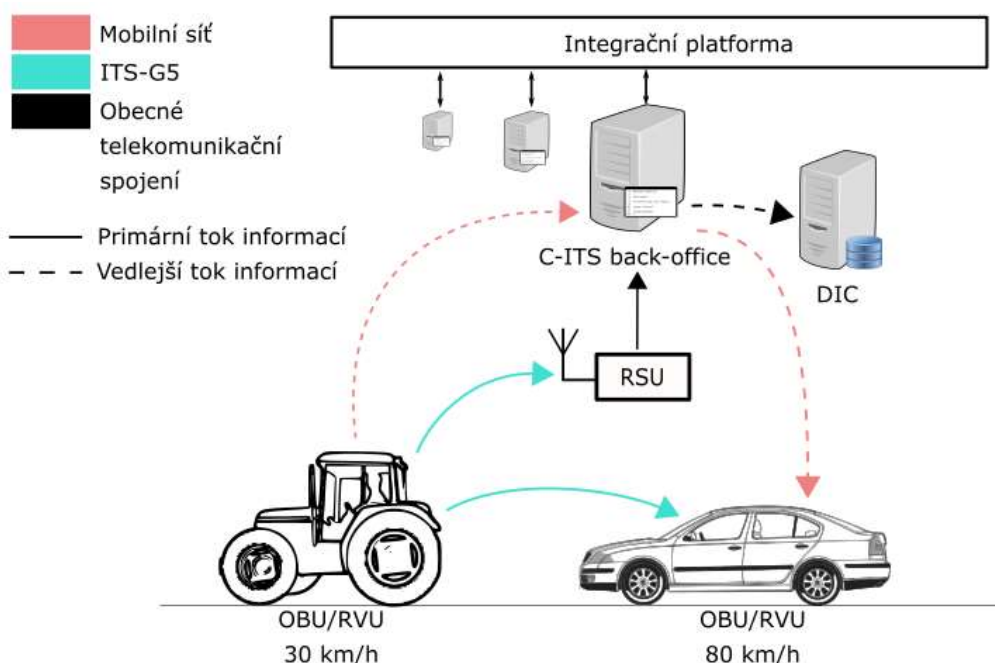 Mobilní síť
ITS-G5
Obecné
telekomunikační
spojení
Primární tok informací
Vedlejší tok informací
Integrační platforma
C-ITS back-office
DIC
RSU
OBU/RVU
30 km/h
OBU/RVU
80 km/h